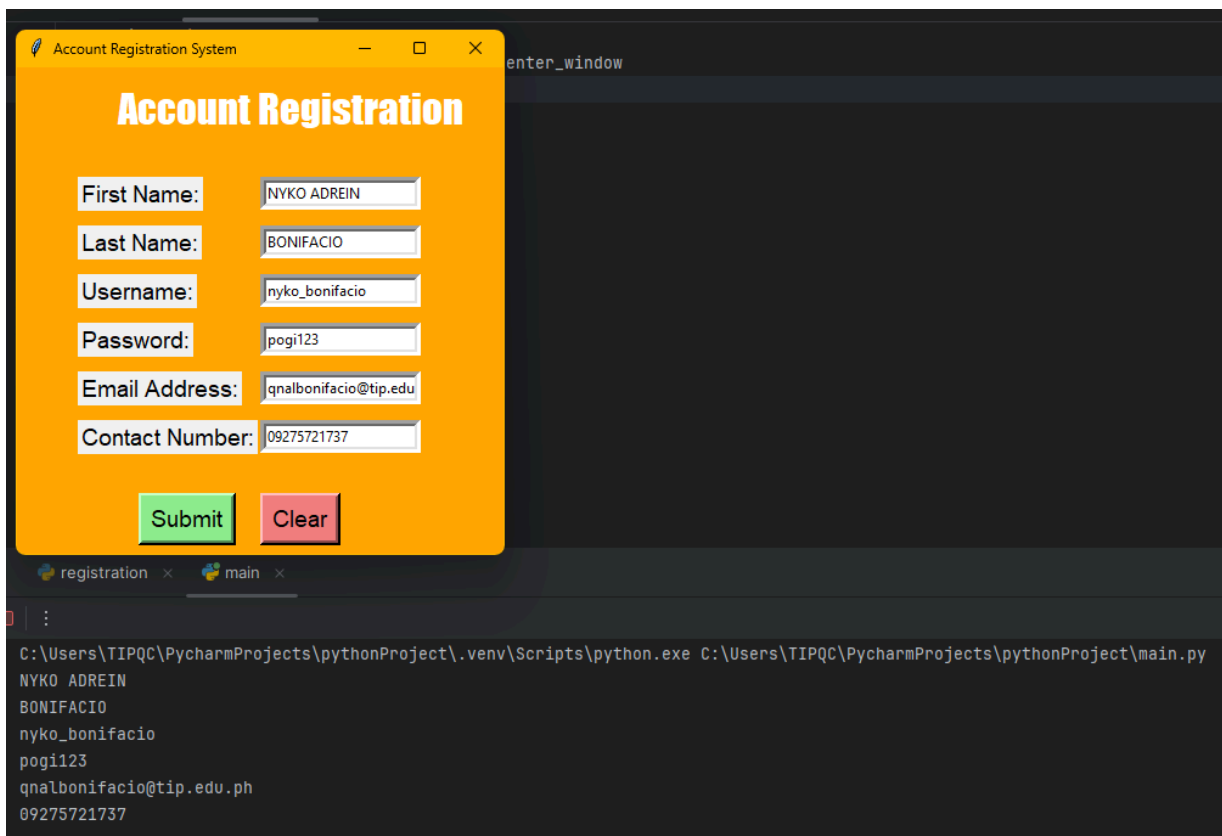 Account Registration System
enter_window
Account Registration
First Name: NYKO ADREIN
Last Name: BONIFACIO
Username: nyko_bonifacio
Password: pogi123
Email Address: qnalbonifacio@tip.edu
Contact Number: 09275721737
Submit Clear
registration main
C:\Users\TIPQC\PycharmProjects\pythonProject\.venv\Scripts\python.exe C:\Users\TIPQC\PycharmProjects\pythonProject\main.py
NYKO ADREIN
BONIFACIO
nyko_bonifacio
pogi123
qnalbonifacio@tip.edu.ph
09275721737